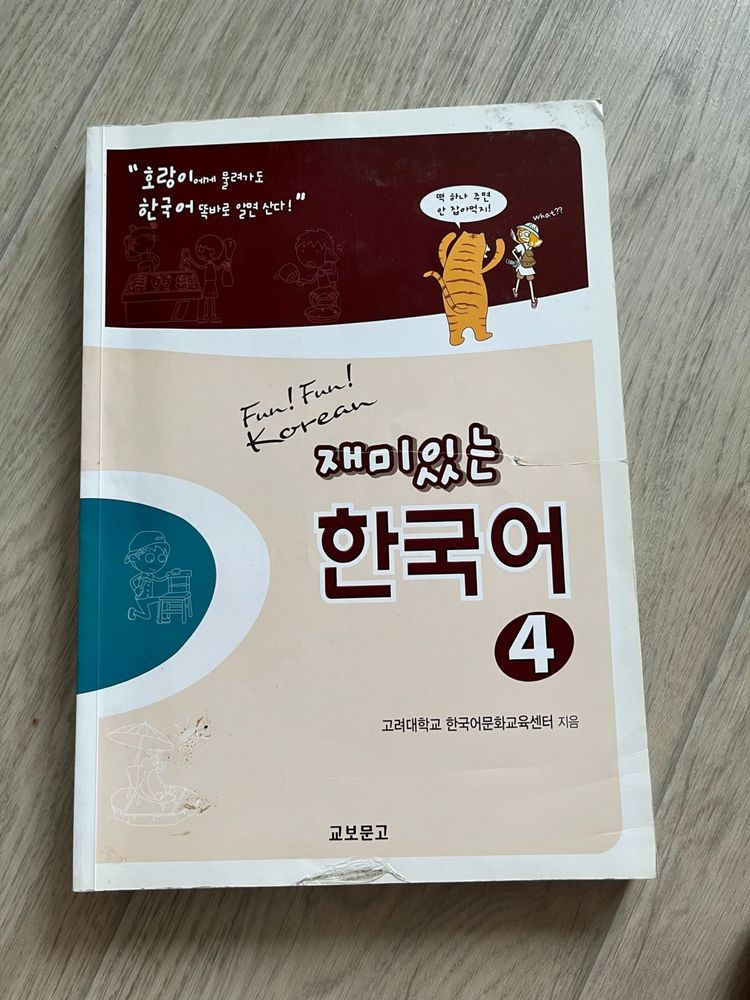 "호랑이에게 물려가도
한국어 똑바로 알면 산다!"
떡 하나 주면
안 잡아먹지!
What??
Fun! Fun!
Korean
재미있는
한국어
4
고려대학교 한국어문화교육센터 지음
교보문고